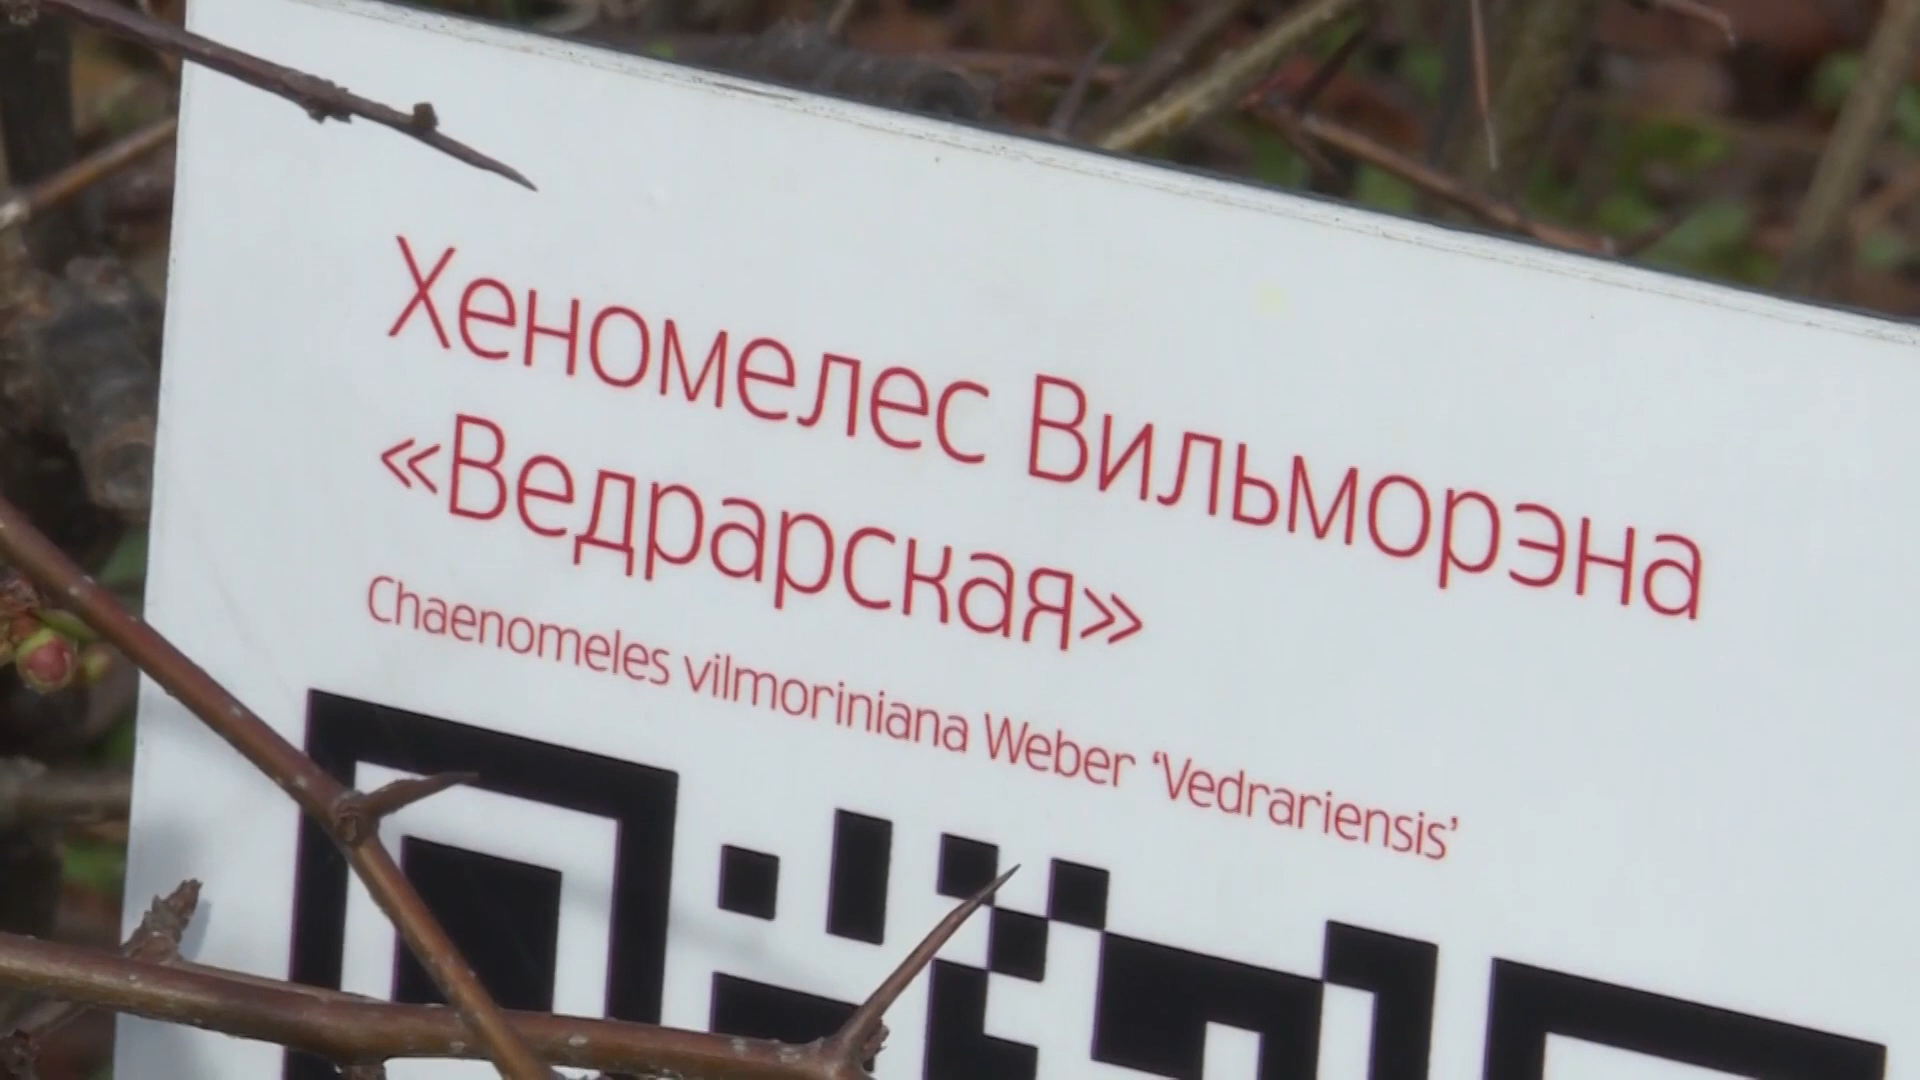 Хеномелес Вильморэна
«Ведрарская»
Chaenomeles vilmoriniana Weber ‘Vedrariensis’